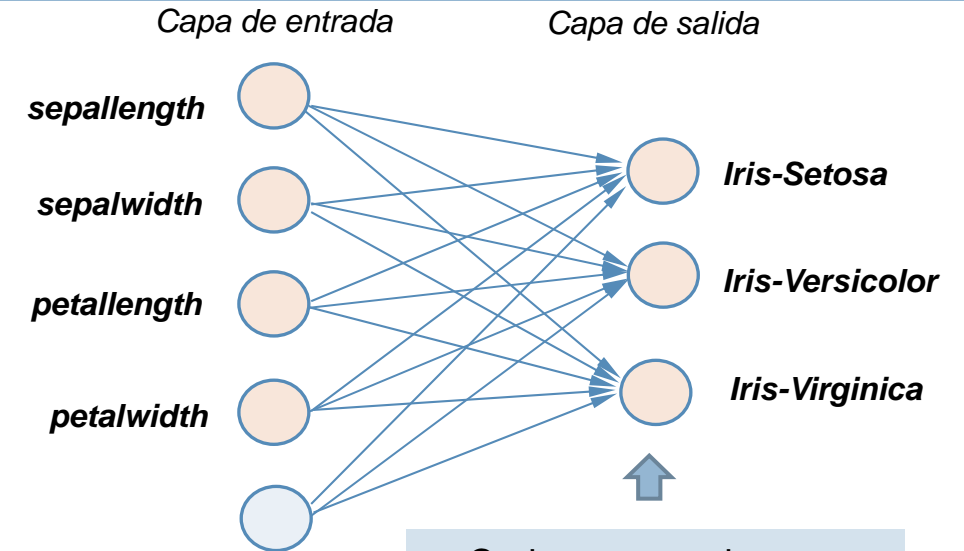 Capa de entrada
Capa de salida
sepallength
Iris-Setosa
sepalwidth
Iris-Versicolor
petallength
Iris-Virginica
petalwidth